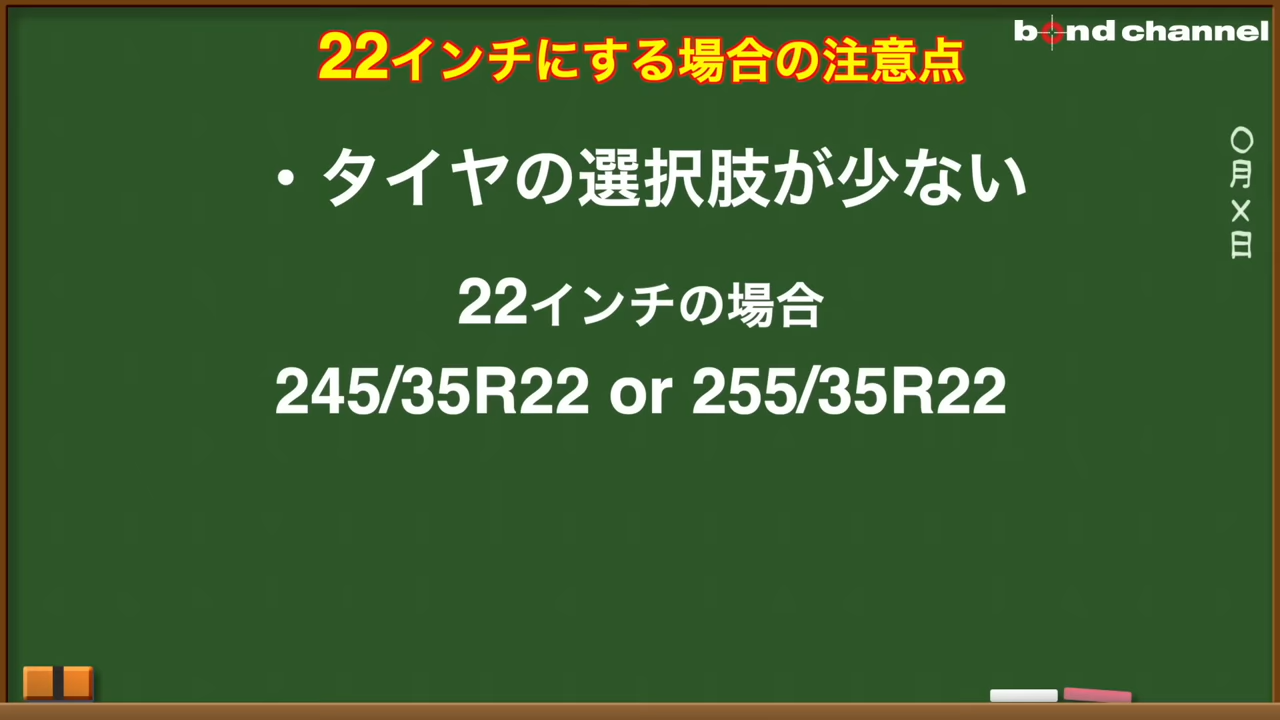 bond channel
22インチにする場合の注意点
・タイヤの選択肢が少ない
22インチの場合
245/35R22 or 255/35R22
〇月×日